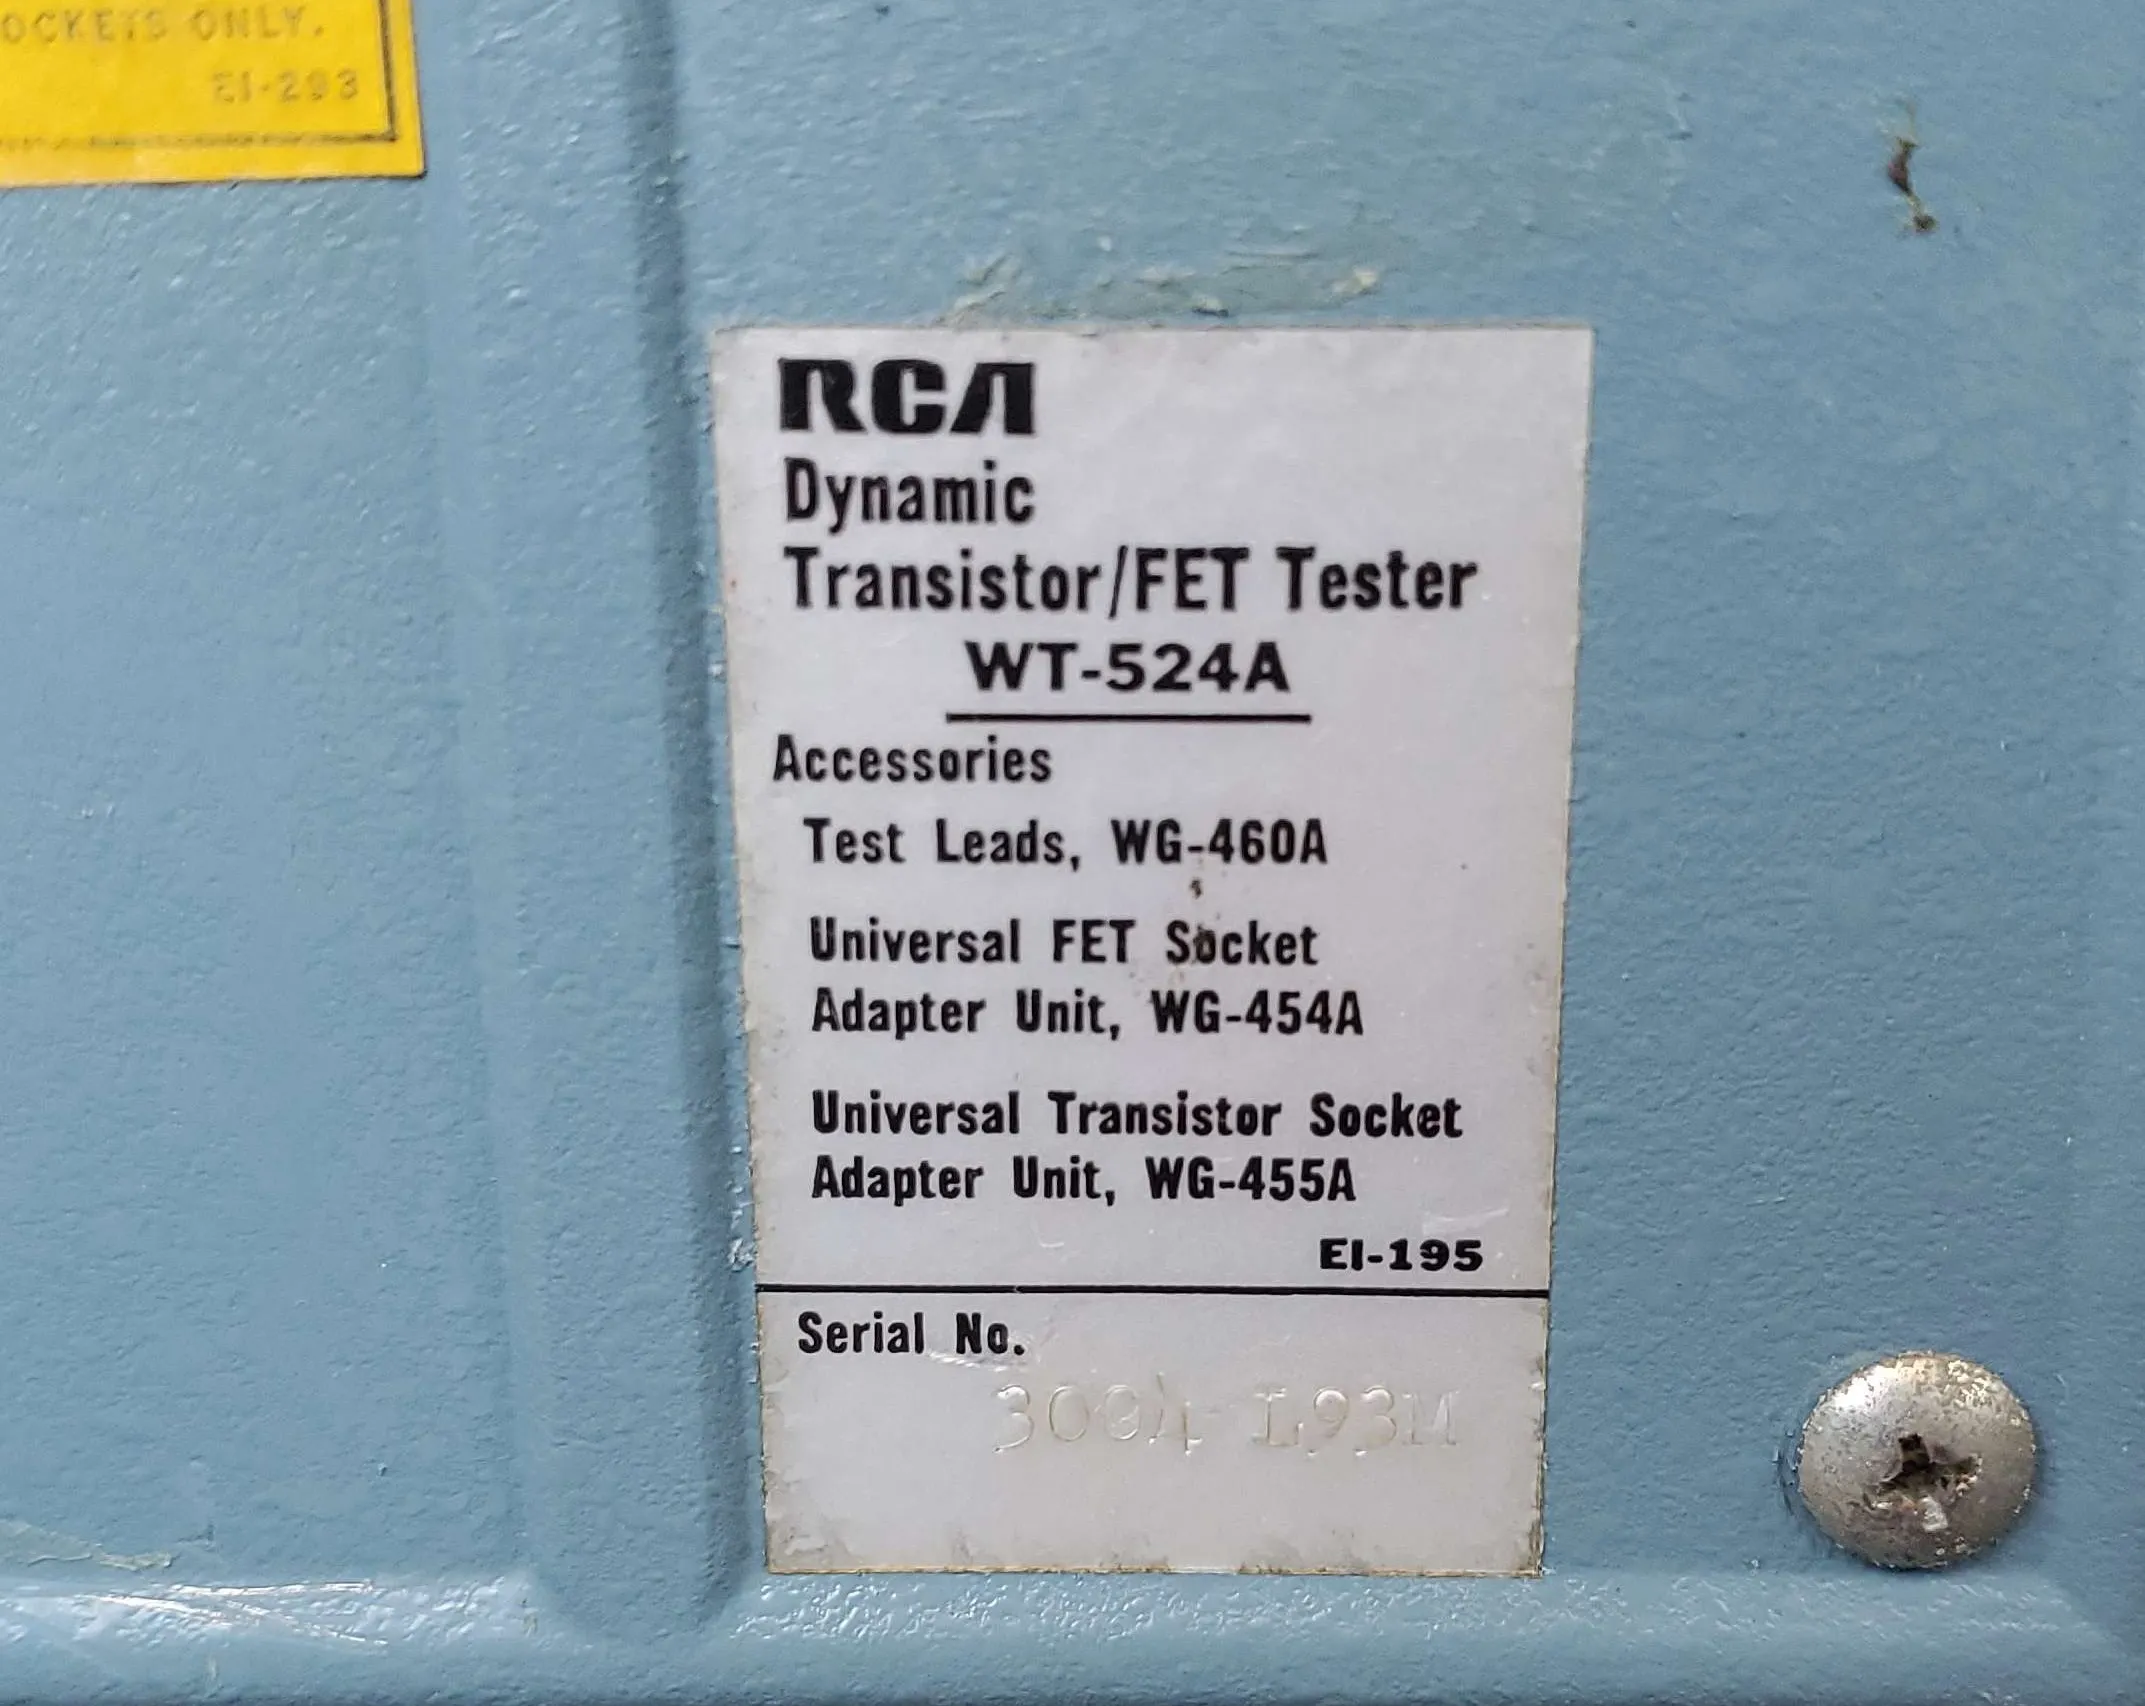 OCKETS ONLY.
EI-293
RCA
Dynamic
Transistor/FET Tester
WT-524A
Accessories
Test Leads, WG-460A
Universal FET Socket
Adapter Unit, WG-454A
Universal Transistor Socket
Adapter Unit, WG-455A
EI-195
Serial No.